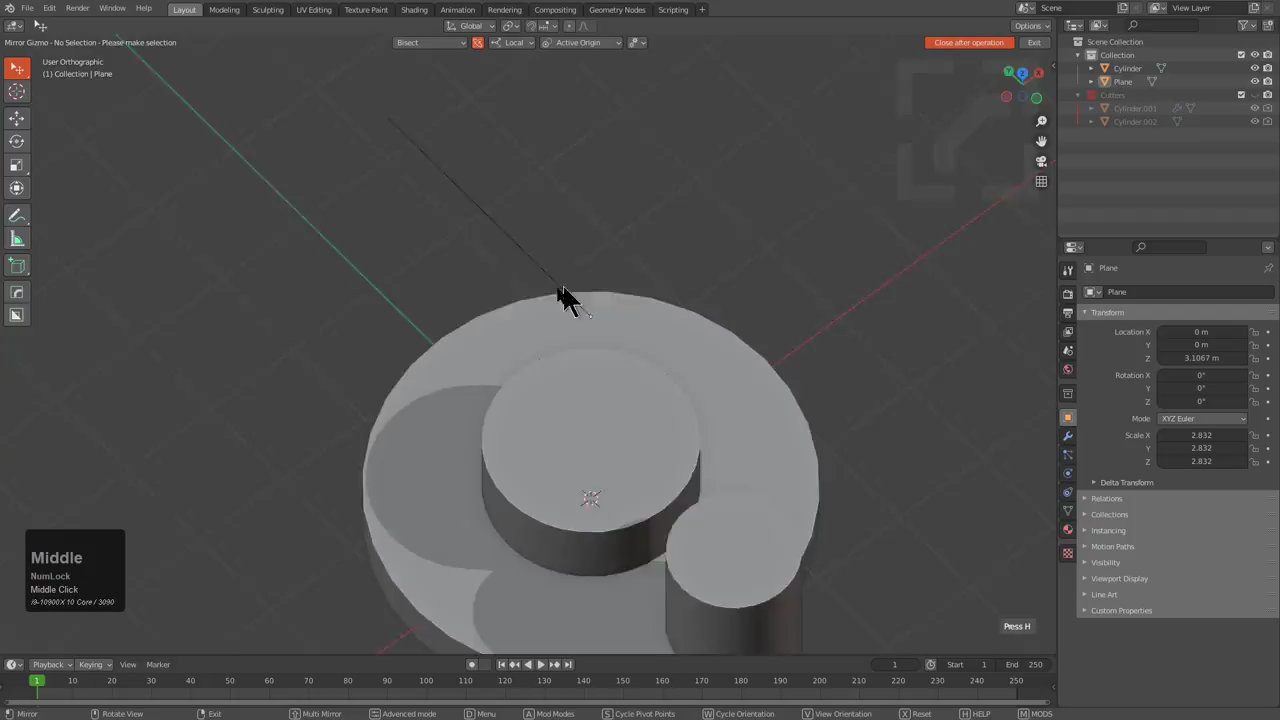 File Edit Render Window Help Layout Modeling Sculpting UV Editing Texture Paint Shading Animation Rendering Compositing Geometry Nodes Scripting + Scene View Layer
Global Options
Mirror Gizmo - No Selection - Please make selection Bisect Local Active Origin Close after operation Exit
User Orthographic
(1) Collection | Plane
Scene Collection
Collection
Cylinder
Plane
Cutters
Cylinder.001
Cylinder.002
Y Z X
Plane
Plane
Transform
Location X 0 m
Y 0 m
Z 3.1067 m
Rotation X 0°
Y 0°
Z 0°
Mode XYZ Euler
Scale X 2.832
Y 2.832
Z 2.832
Delta Transform
Relations
Collections
Instancing
Motion Paths
Visibility
Viewport Display
Line Art
Custom Properties
Middle
NumLock
Middle Click
i9-10900X 10 Core / 3090
Press H
Playback Keying View Marker 1 Start 1 End 250
1 10 20 30 40 50 60 70 80 90 100 110 120 130 140 150 160 170 180 190 200 210 220 230 240 250
Mirror Rotate View Exit Multi Mirror Advanced mode D Menu A Mod Modes S Cycle Pivot Points W Cycle Orientation V View Orientation X Reset H HELP M MODS